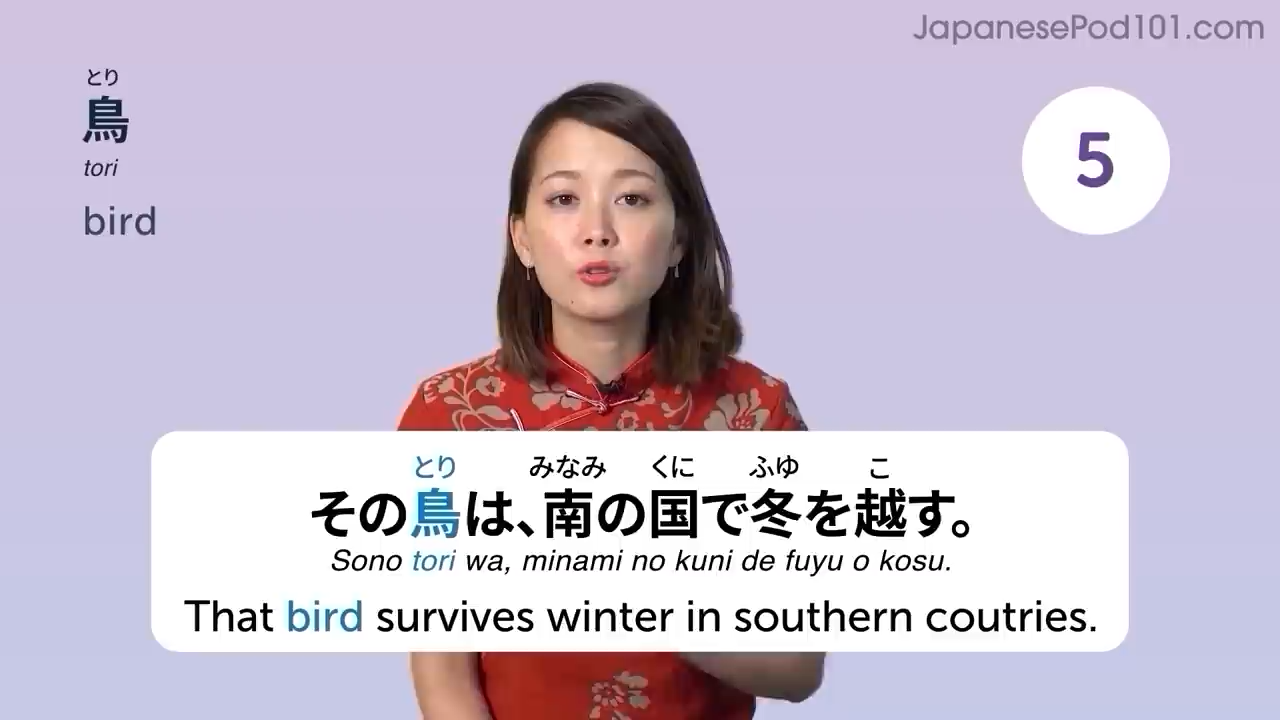 JapanesePod101.com
とり
鳥
tori
bird
5
とり みなみ くに ふゆ こ
その鳥は、南の国で冬を越す。
Sono tori wa, minami no kuni de fuyu o kosu.
That bird survives winter in southern coutries.